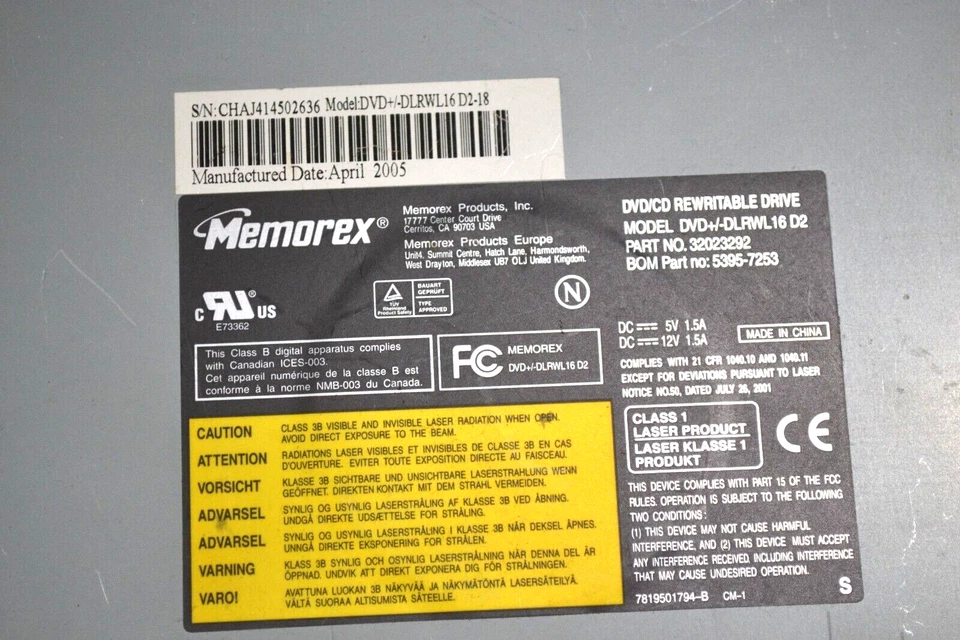 S/N:CHAJ414502636 Model:DVD+/-DLRWL16 D2-18
Manufactured Date:April 2005
Memorex®
Memorex Products, Inc.
17777 Center Court Drive
Cerritos, CA 90703 USA
Memorex Products Europe
Unit4, Summit Centre, Hatch Lane, Harmondsworth,
West Drayton, Middlesex UB7 OLJ United Kingdom.
DVD/CD REWRITABLE DRIVE
MODEL DVD+/-DLRWL16 D2
PART NO. 32023292
BOM Part no: 5395-7253
C RU ® US
E73362
TÜV
Rheinland
Product Safety
BAUART
GEPRÜFT
TYPE
APPROVED
N
DC 5V 1.5A
DC 12V 1.5A
MADE IN CHINA
This Class B digital apparatus complies
with Canadian ICES-003.
Cet appareil numérique de la classe B est
conforme à la norme NMB-003 du Canada.
FC
MEMOREX
DVD+/-DLRWL16 D2
COMPLIES WITH 21 CFR 1040.10 AND 1040.11
EXCEPT FOR DEVIATIONS PURSUANT TO LASER
NOTICE NO.50, DATED JULY 26, 2001
CLASS 1
LASER PRODUCT
LASER KLASSE 1
PRODUKT
CE
CAUTION CLASS 3B VISIBLE AND INVISIBLE LASER RADIATION WHEN OPEN.
AVOID DIRECT EXPOSURE TO THE BEAM.
ATTENTION RADIATIONS LASER VISIBLES ET INVISIBLES DE CLASSE 3B EN CAS
D'OUVERTURE. EVITER TOUTE EXPOSITION DIRECTE AU FAISCEAU.
VORSICHT KLASSE 3B SICHTBARE UND UNSICHTBARE LASERSTRAHLUNG WENN
GEÖFFNET. DIREKTEN KONTAKT MIT DEM STRAHL VERMEIDEN.
ADVARSEL SYNLIG OG USYNLIG LASERSTRÅLING AF KLASSE 3B VED ÅBNING.
UNDGÅ DIREKTE UDSÆTTELSE FOR STRÅLING.
ADVARSEL SYNLIG OG USYNLIG LASERSTRÅLING I KLASSE 3B NÅR DEKSEL ÅPNES.
UNNGÅ DIREKTE EKSPONERING FOR STRÅLEN.
VARNING KLASS 3B SYNLIG OCH OSYNLIG LASERSTRÅLNING NÄR DENNA DEL ÄR
ÖPPNAD. UNDVIK ATT DIREKT EXPONERA DIG FÖR STRÅLNINGEN.
VARO! AVATTUNA LUOKAN 3B NÄKYVÄÄ JA NÄKYMÄTÖNTÄ LASERSÄTEILYÄ.
VÄLTÄ SUORAA ALTISUMISTA SÄTEELLE.
THIS DEVICE COMPLIES WITH PART 15 OF THE FCC
RULES. OPERATION IS SUBJECT TO THE FOLLOWING
TWO CONDITIONS:
(1) THIS DEVICE MAY NOT CAUSE HARMFUL
INTERFERENCE, AND (2) THIS DEVICE MUST ACCEPT
ANY INTERFERENCE RECEIVED, INCLUDING INTERFERENCE
THAT MAY CAUSE UNDESIRED OPERATION.
7819501794-B CM-1
S